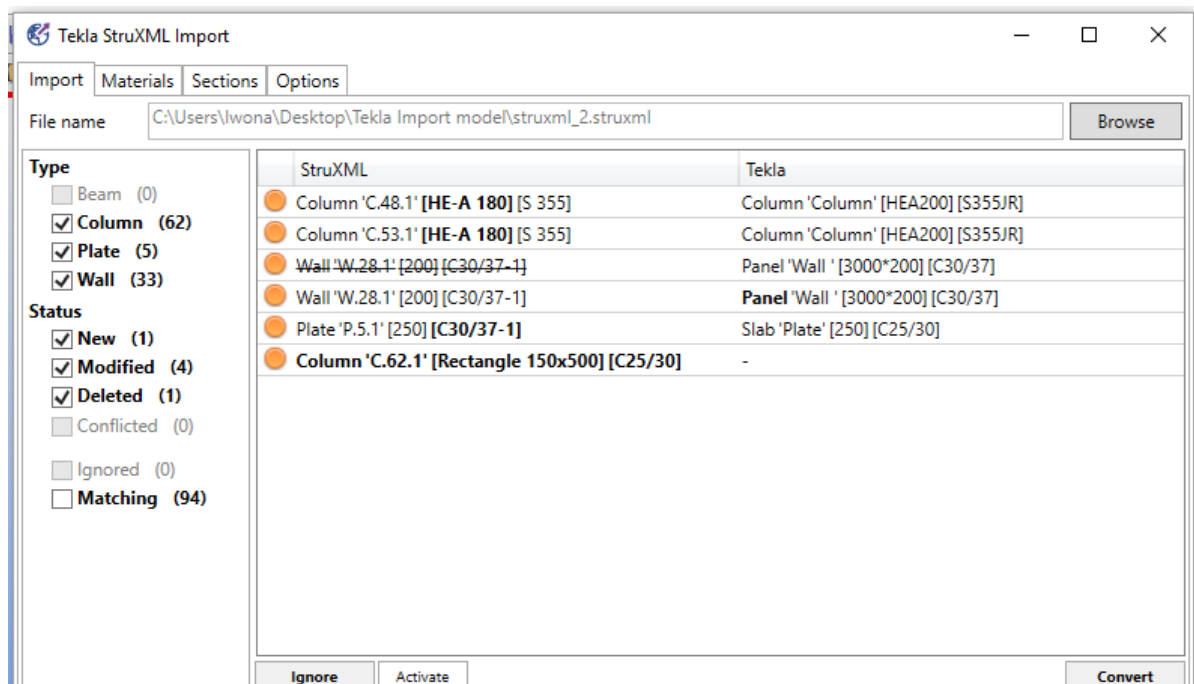 Tekla StruXML Import
Import Materials Sections Options
File name C:\Users\Iwona\Desktop\Tekla Import model\struxml_2.struxml Browse
Type
Beam (0)
Column (62)
Plate (5)
Wall (33)
Status
New (1)
Modified (4)
Deleted (1)
Conflicted (0)
Ignored (0)
Matching (94)
StruXML Tekla
Column 'C.48.1' [HE-A 180] [S 355] Column 'Column' [HEA200] [S355JR]
Column 'C.53.1' [HE-A 180] [S 355] Column 'Column' [HEA200] [S355JR]
Wall 'W.28.1' [200] [C30/37-1] Panel 'Wall ' [3000*200] [C30/37]
Wall 'W.28.1' [200] [C30/37-1] Panel 'Wall ' [3000*200] [C30/37]
Plate 'P.5.1' [250] [C30/37-1] Slab 'Plate' [250] [C25/30]
Column 'C.62.1' [Rectangle 150x500] [C25/30] -
Ignore Activate Convert